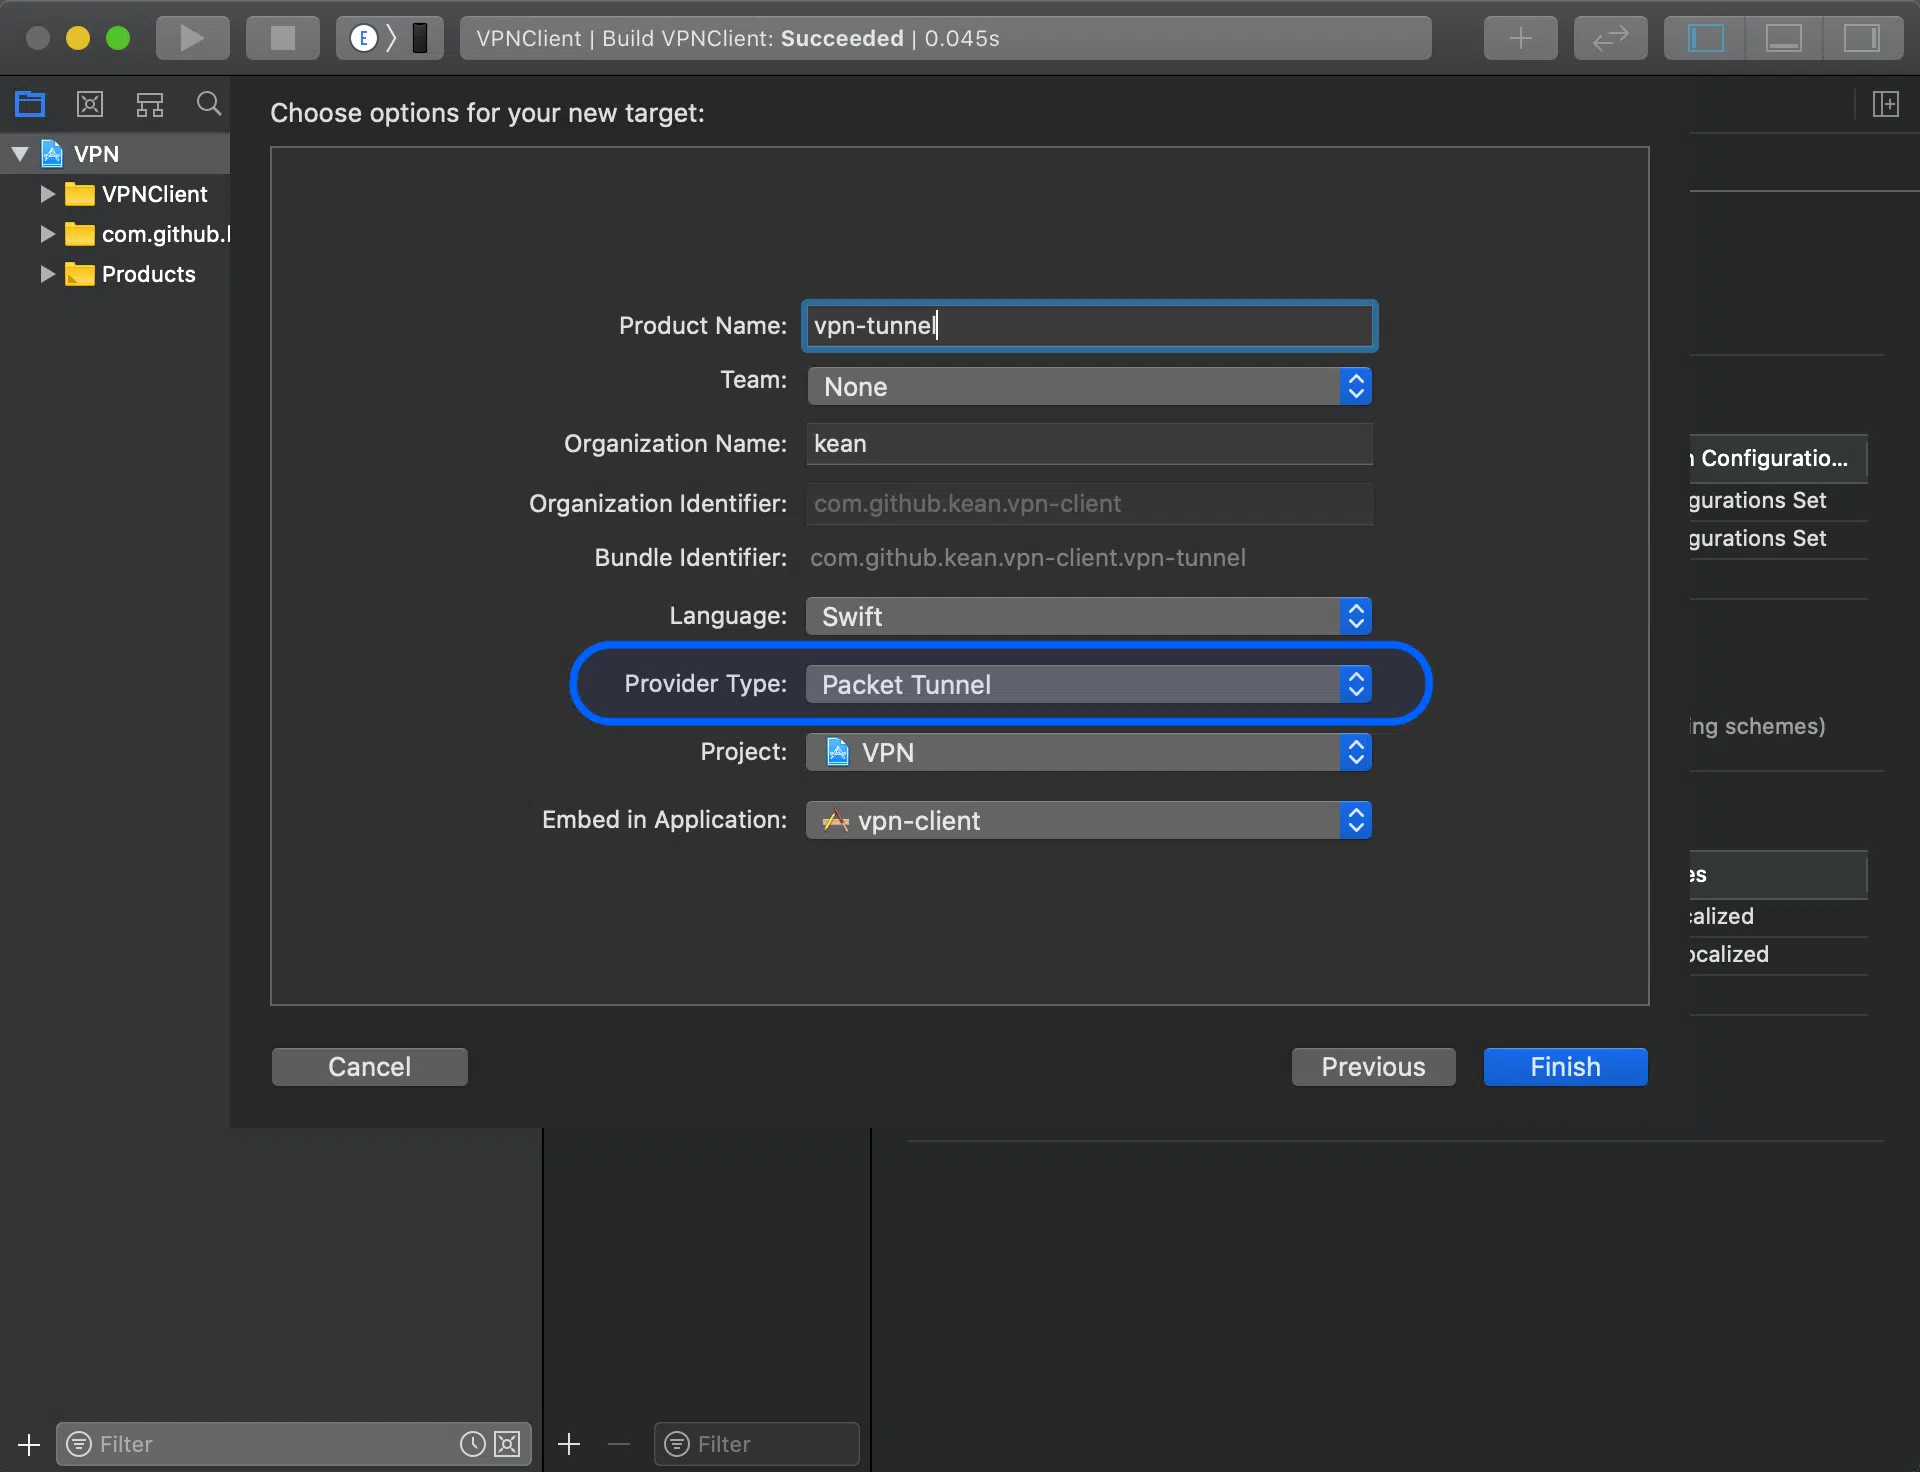 E
VPNClient | Build VPNClient: Succeeded | 0.045s
Choose options for your new target:
VPN
VPNClient
com.github.
Products
Product Name: vpn-tunnel
Team: None
Organization Name: kean
Organization Identifier: com.github.kean.vpn-client
Bundle Identifier: com.github.kean.vpn-client.vpn-tunnel
Language: Swift
Provider Type: Packet Tunnel
Project: VPN
Embed in Application: vpn-client
Configuratio...
gurations Set
gurations Set
ing schemes)
es
alized
ocalized
Cancel
Previous
Finish
Filter
Filter